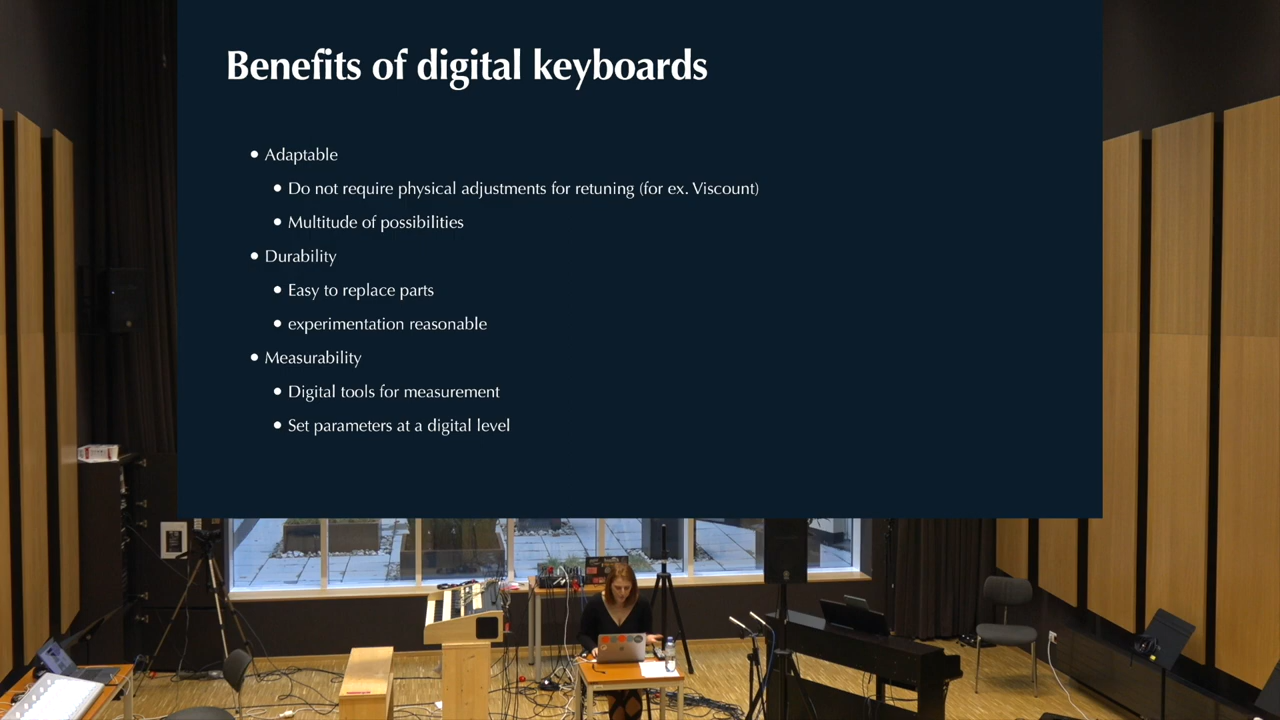 Benefits of digital keyboards
• Adaptable
• Do not require physical adjustments for retuning (for ex. Viscount)
• Multitude of possibilities
• Durability
• Easy to replace parts
• experimentation reasonable
• Measurability
• Digital tools for measurement
• Set parameters at a digital level